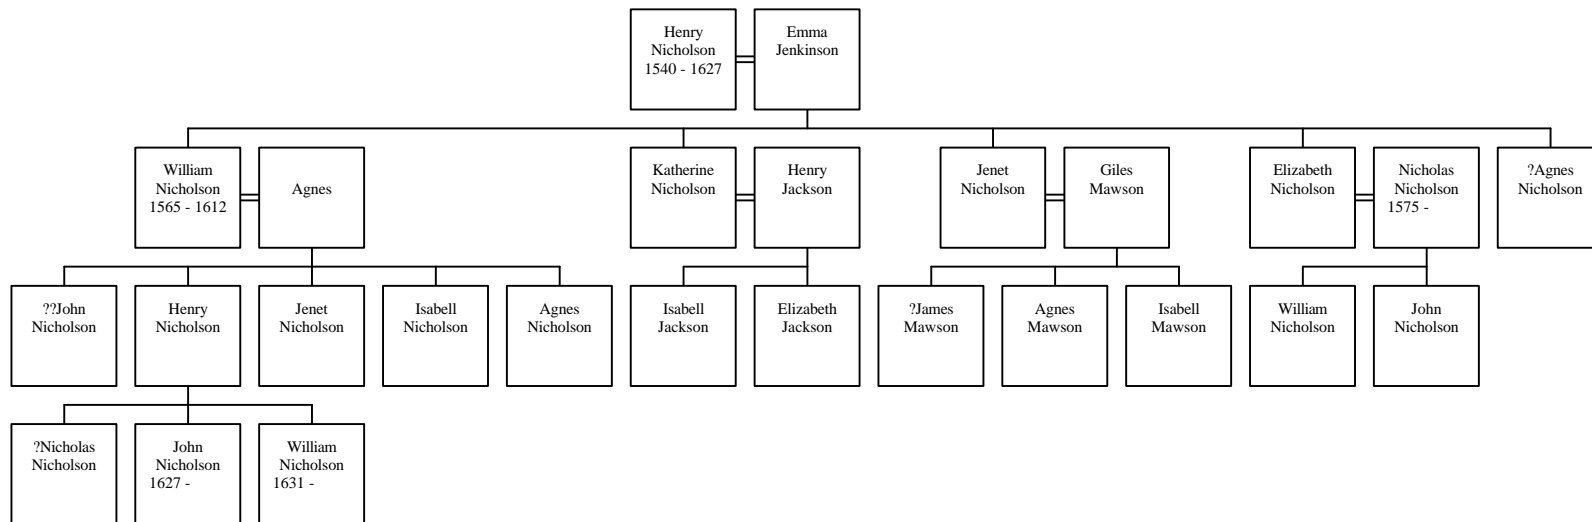 Henry
Nicholson
1540 - 1627
Emma
Jenkinson
William
Nicholson
1565 - 1612
Agnes
Katherine
Nicholson
Henry
Jackson
Jenet
Nicholson
Giles
Mawson
Elizabeth
Nicholson
Nicholas
Nicholson
1575 -
?Agnes
Nicholson
??John
Nicholson
Henry
Nicholson
Jenet
Nicholson
Isabell
Nicholson
Agnes
Nicholson
Isabell
Jackson
Elizabeth
Jackson
?James
Mawson
Agnes
Mawson
Isabell
Mawson
William
Nicholson
John
Nicholson
?Nicholas
Nicholson
John
Nicholson
1627 -
William
Nicholson
1631 -